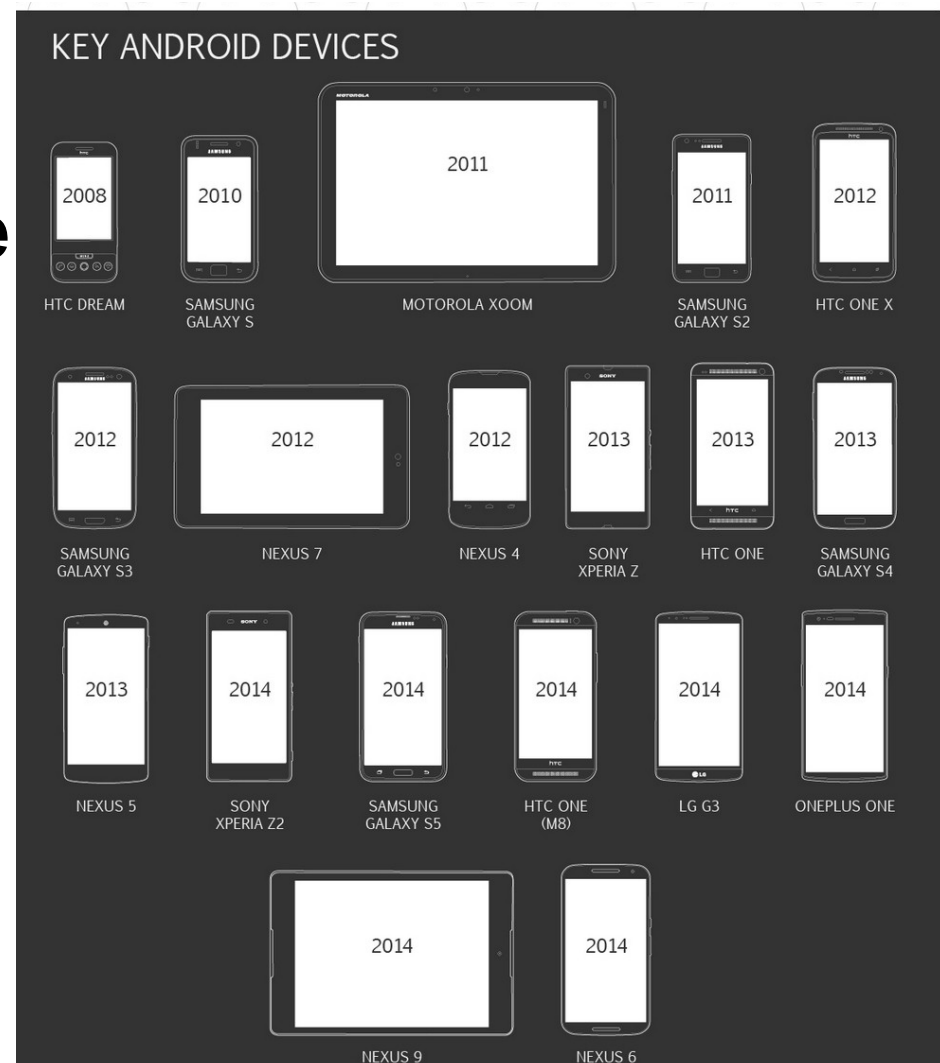 KEY ANDROID DEVICES
e
MOTOROLA
2008
htc
2010
SAMSUNG
2011
2011
SAMSUNG
2012
htc
HTC DREAM
SAMSUNG
GALAXY S
MOTOROLA XOOM
SAMSUNG
GALAXY S2
HTC ONE X
SAMSUNG
2012
2012
2012
SONY
2013
2013
hTC
SAMSUNG
2013
SAMSUNG
GALAXY S3
NEXUS 7
NEXUS 4
SONY
XPERIA Z
HTC ONE
SAMSUNG
GALAXY S4
2013
SONY
2014
SAMSUNG
2014
2014
hTC
2014
LG
2014
NEXUS 5
SONY
XPERIA Z2
SAMSUNG
GALAXY S5
HTC ONE
(M8)
LG G3
ONEPLUS ONE
2014
2014
NEXUS 9
NEXUS 6